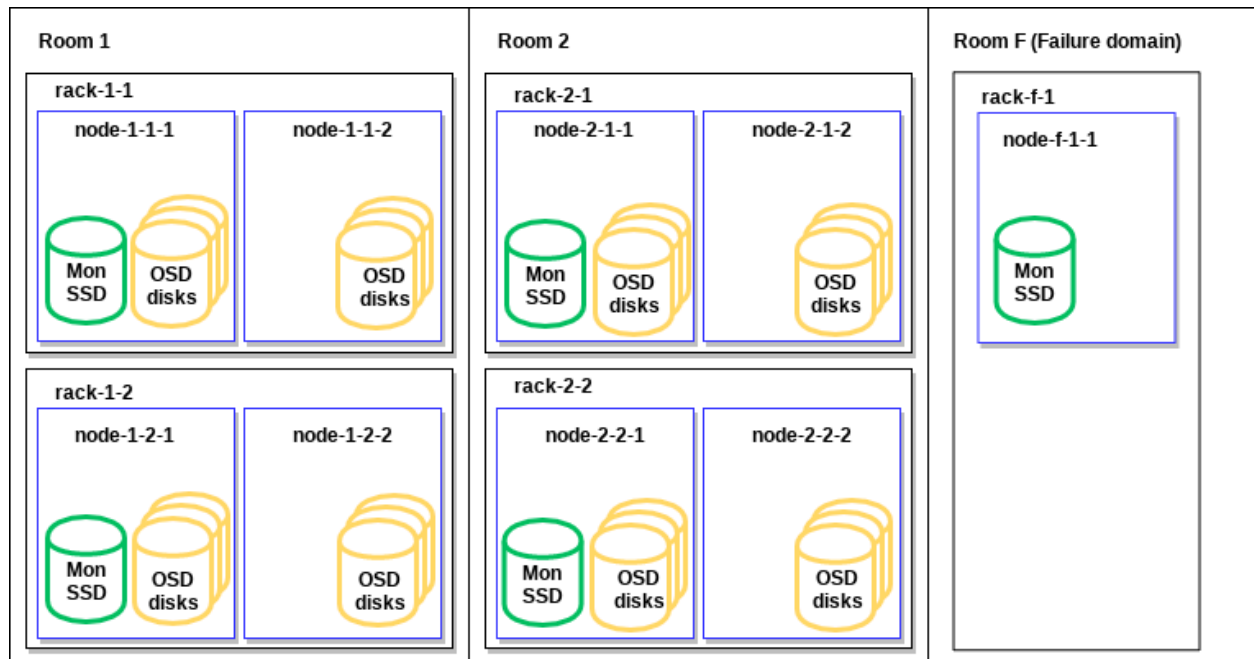 Room 1
rack-1-1
node-1-1-1
Mon
SSD
OSD
disks
node-1-1-2
OSD
disks
rack-1-2
node-1-2-1
Mon
SSD
OSD
disks
node-1-2-2
OSD
disks
Room 2
rack-2-1
node-2-1-1
Mon
SSD
OSD
disks
node-2-1-2
OSD
disks
rack-2-2
node-2-2-1
Mon
SSD
OSD
disks
node-2-2-2
OSD
disks
Room F (Failure domain)
rack-f-1
node-f-1-1
Mon
SSD